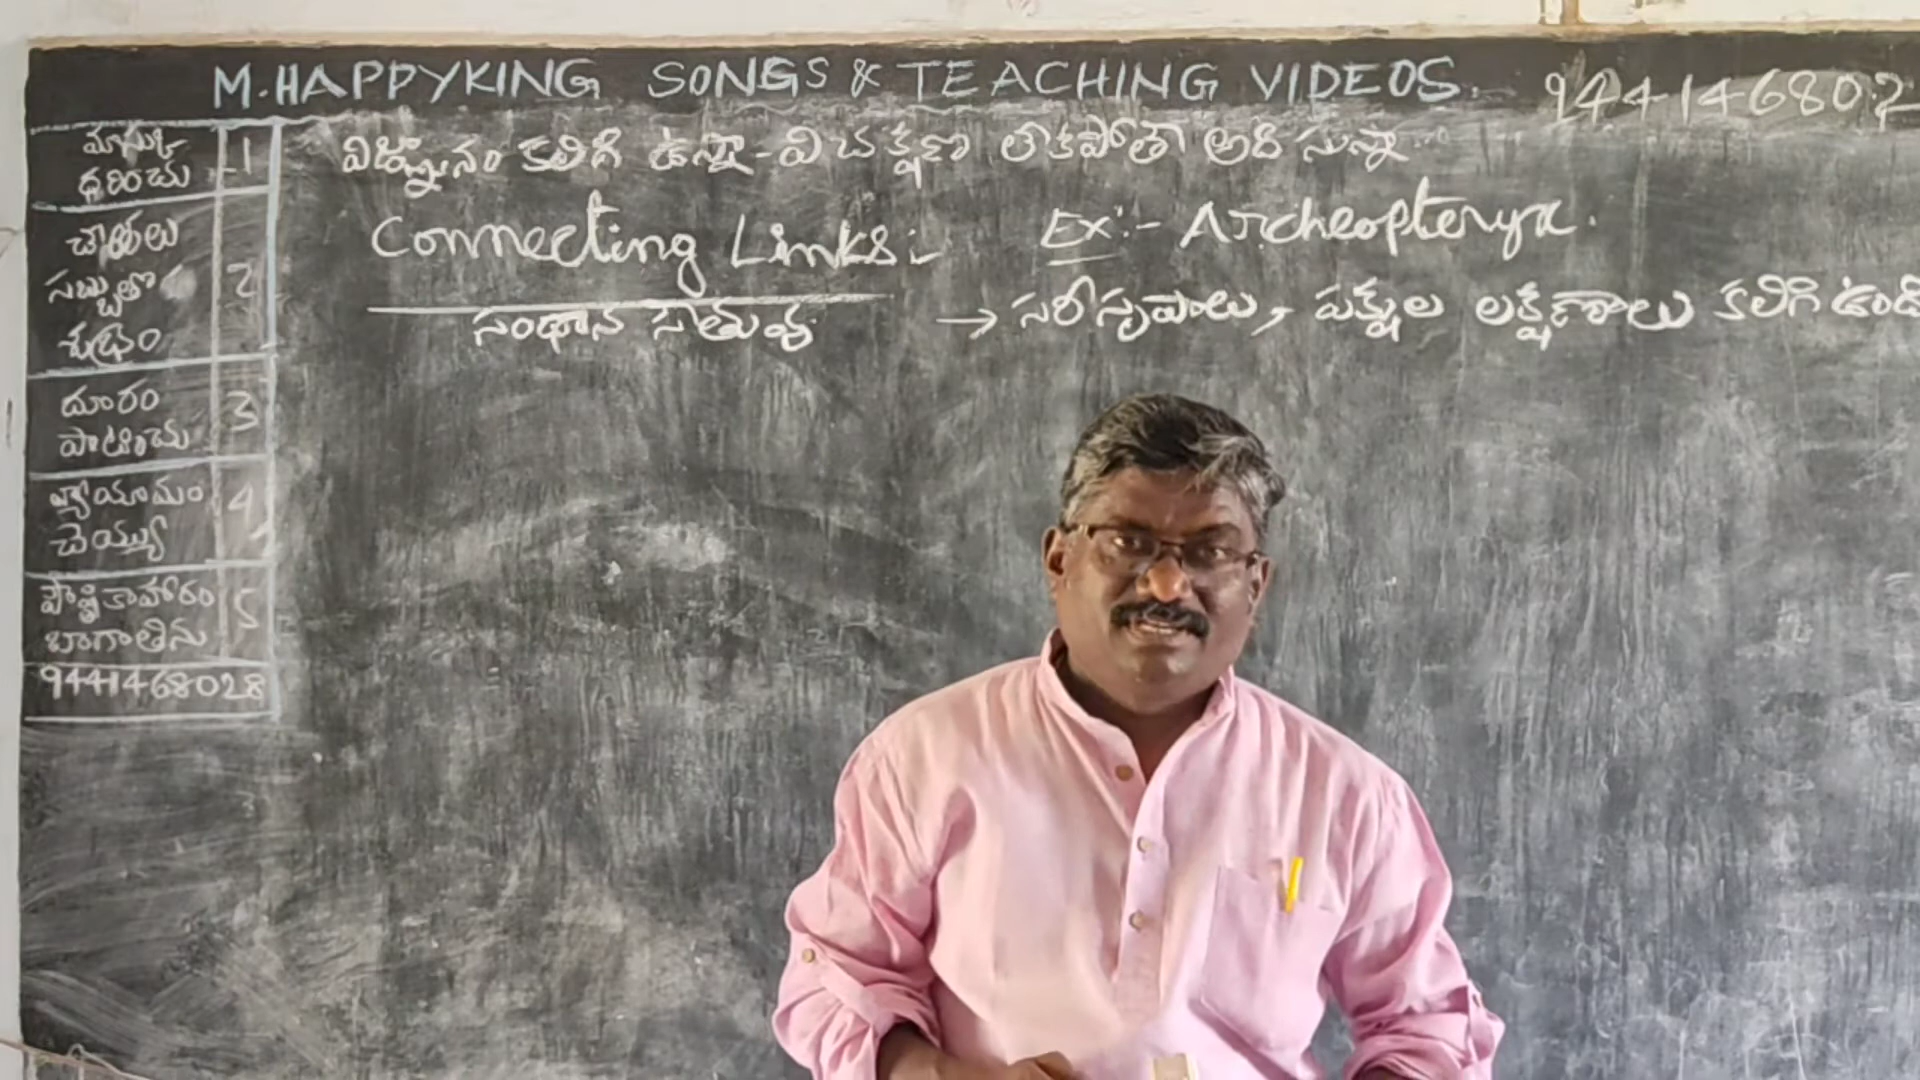 M. HAPPYKING SONGS & TEACHING VIDEOS. 944146802
విజ్ఞానం కలిగి ఉన్నా-విచక్షణ లేకపోతే అది సున్నా
Connecting Links:- Ex:- Archeopteryx.
సంధాన సేతువు → సరీసృపాలు, పక్షుల లక్షణాలు కలిగి ఉంది
మాస్కు ధరించు 1
చేతులు సబ్బుతో శుభ్రం 2
దూరం పాటించు 3
వ్యాయామం చెయ్యి 4
పౌష్టికాహారం బాగాతిను 5
9441468028